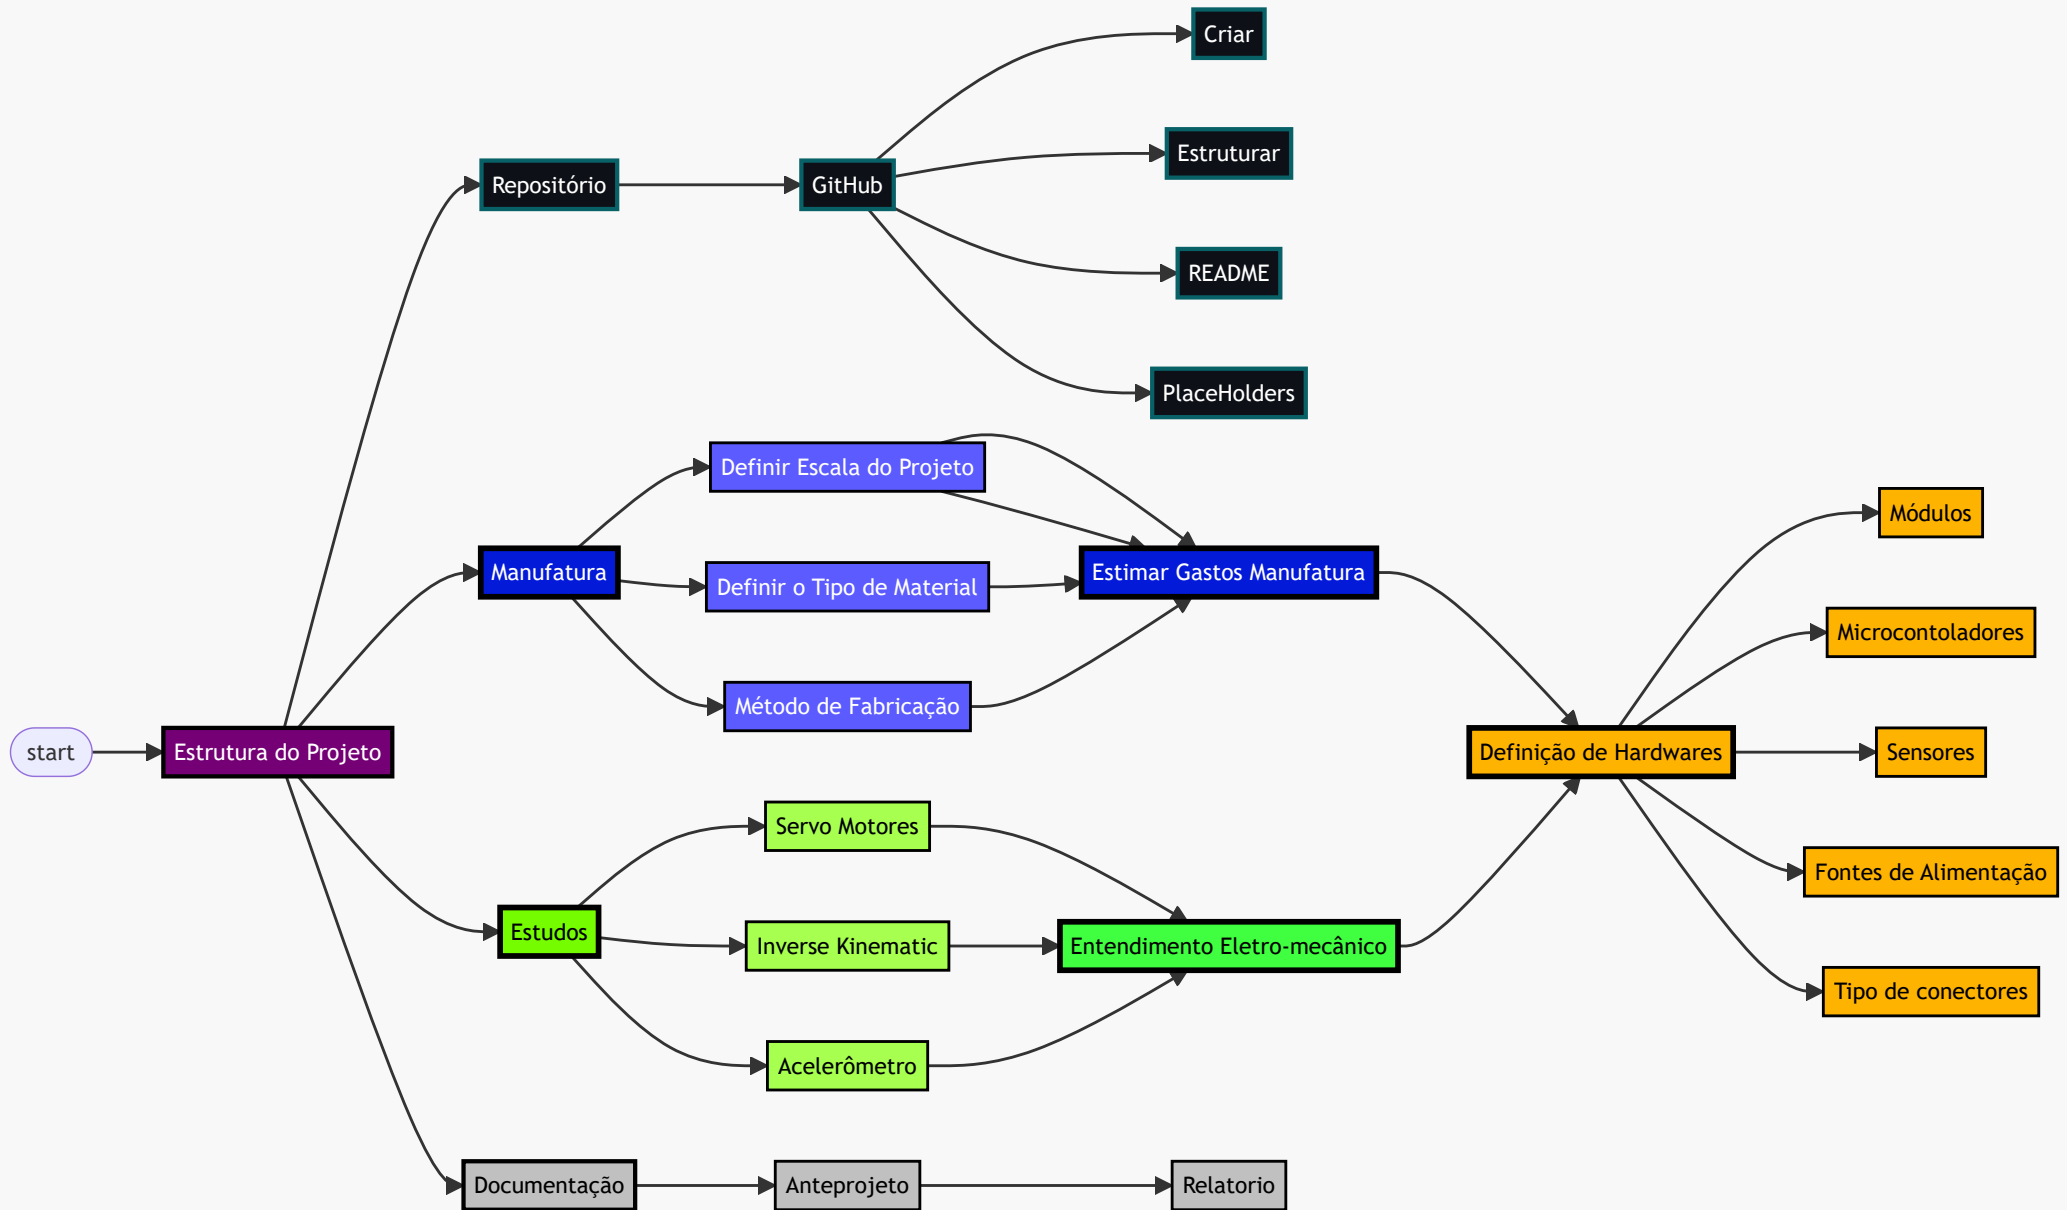 start
Estrutura do Projeto
Repositório
GitHub
Criar
Estruturar
README
PlaceHolders
Manufatura
Definir Escala do Projeto
Definir o Tipo de Material
Método de Fabricação
Estimar Gastos Manufatura
Estudos
Servo Motores
Inverse Kinematic
Acelerômetro
Entendimento Eletro-mecânico
Definição de Hardwares
Módulos
Microcontoladores
Sensores
Fontes de Alimentação
Tipo de conectores
Documentação
Anteprojeto
Relatorio